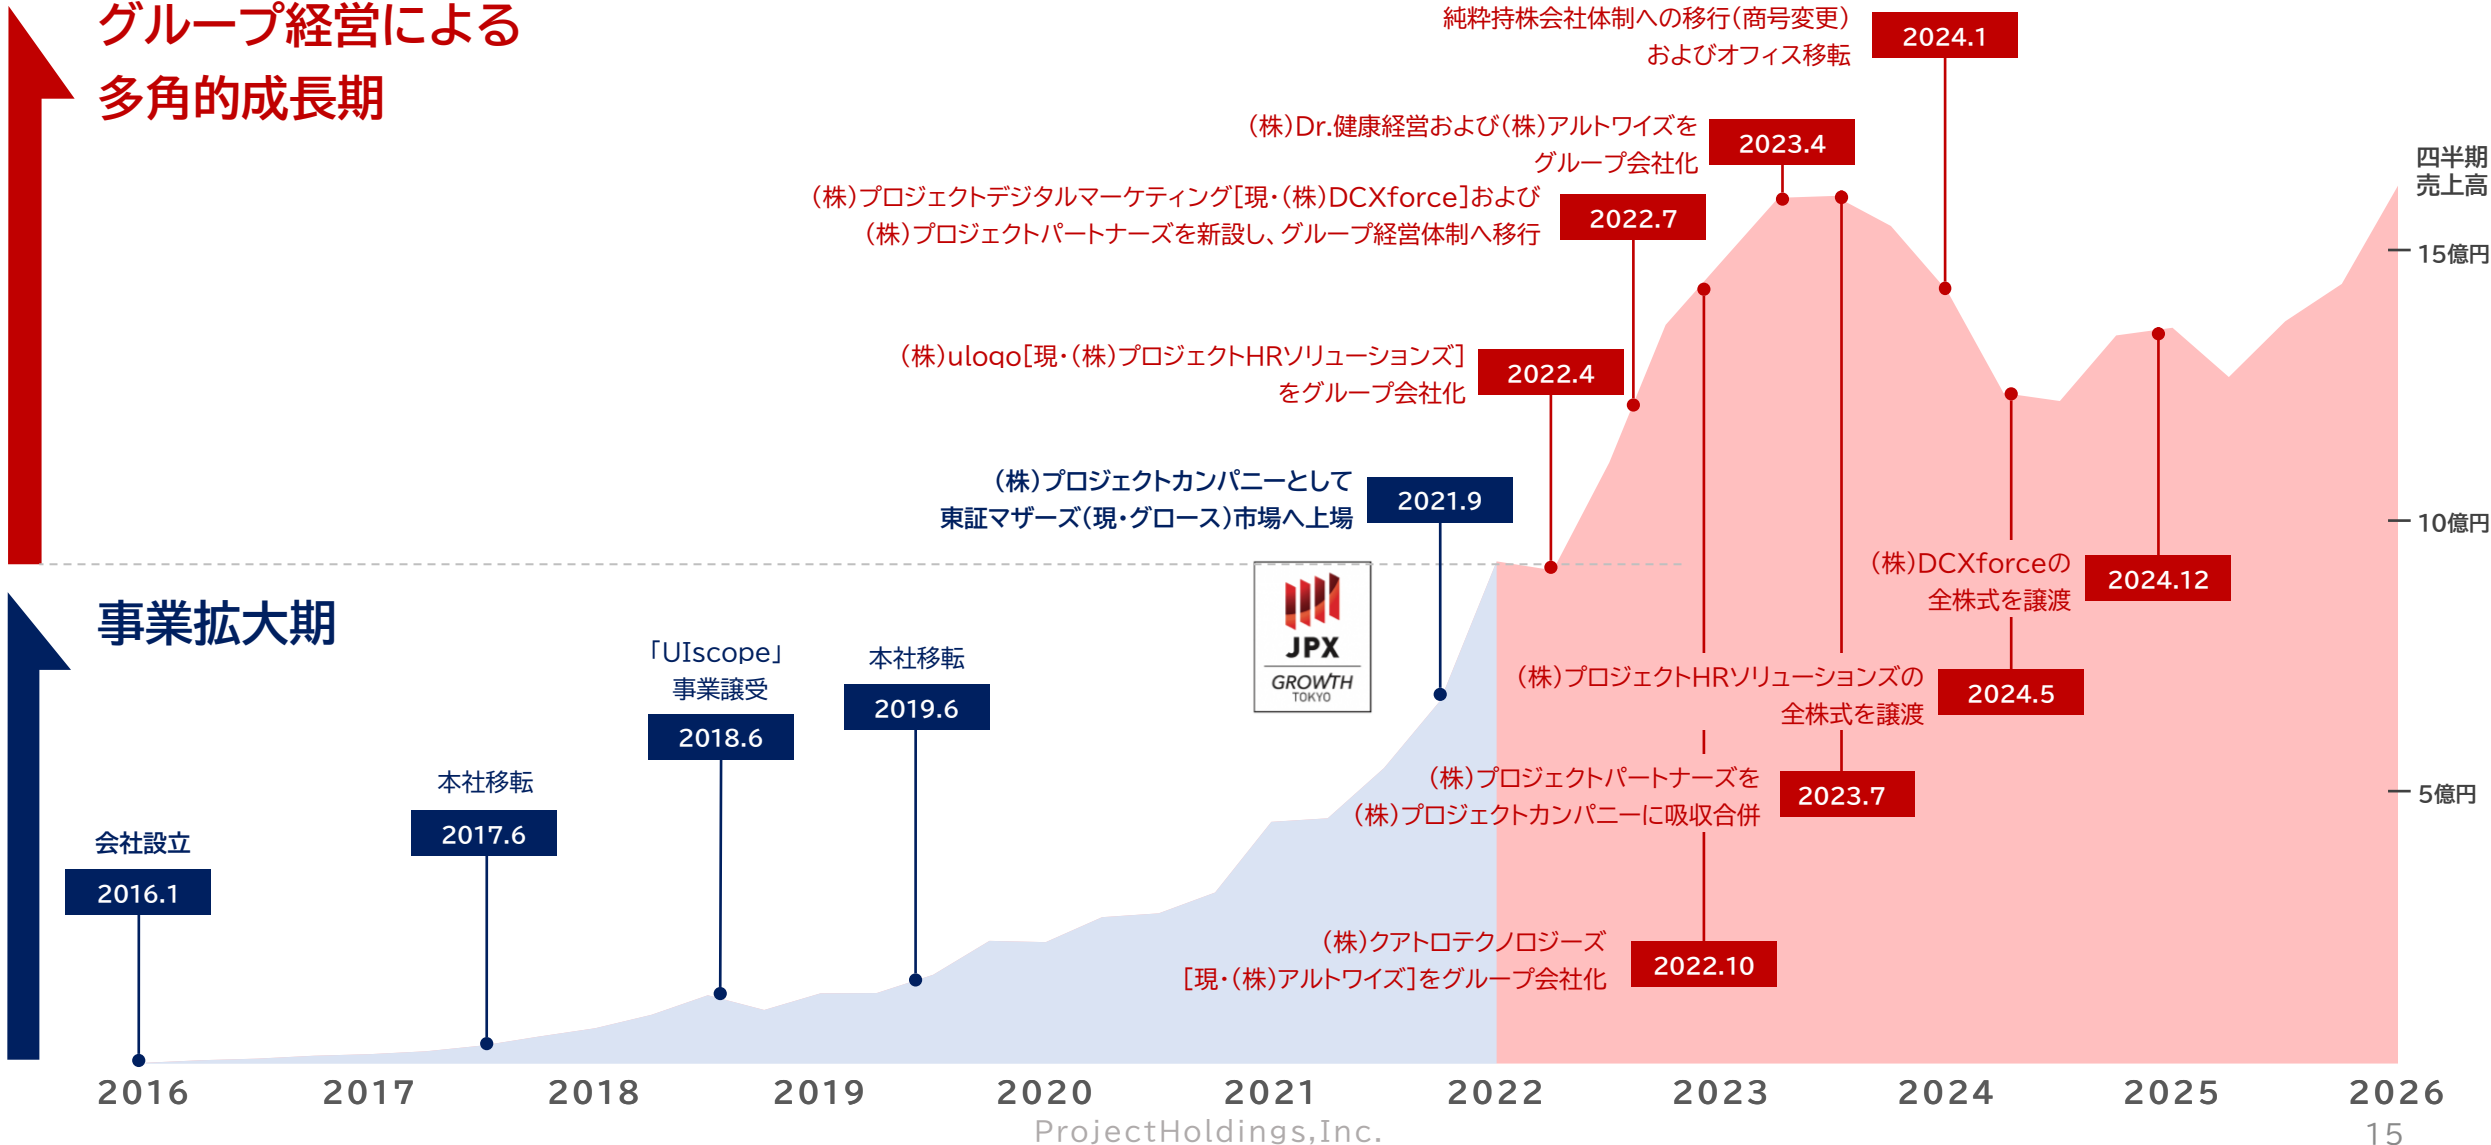 グループ経営による
多角的成長期
純粋持株会社体制への移行（商号変更）
およびオフィス移転
2024.1
（株）Dr.健康経営および（株）アルトワイズを
グループ会社化
2023.4
（株）プロジェクトデジタルマーケティング［現・（株）DCXforce］および
（株）プロジェクトパートナーズを新設し、グループ経営体制へ移行
2022.7
四半期
売上高
15億円
（株）uloqo［現・（株）プロジェクトHRソリューションズ］
をグループ会社化
2022.4
（株）プロジェクトカンパニーとして
東証マザーズ（現・グロース）市場へ上場
2021.9
10億円
（株）DCXforceの
全株式を譲渡
2024.12
JPX
GROWTH
TOKYO
事業拡大期
「UIscope」
事業譲受
2018.6
本社移転
2019.6
（株）プロジェクトHRソリューションズの
全株式を譲渡
2024.5
（株）プロジェクトパートナーズを
（株）プロジェクトカンパニーに吸収合併
2023.7
5億円
本社移転
2017.6
会社設立
2016.1
（株）クアトロテクノロジーズ
［現・（株）アルトワイズ］をグループ会社化
2022.10
2016 2017 2018 2019 2020 2021 2022 2023 2024 2025 2026
ProjectHoldings,Inc.
15